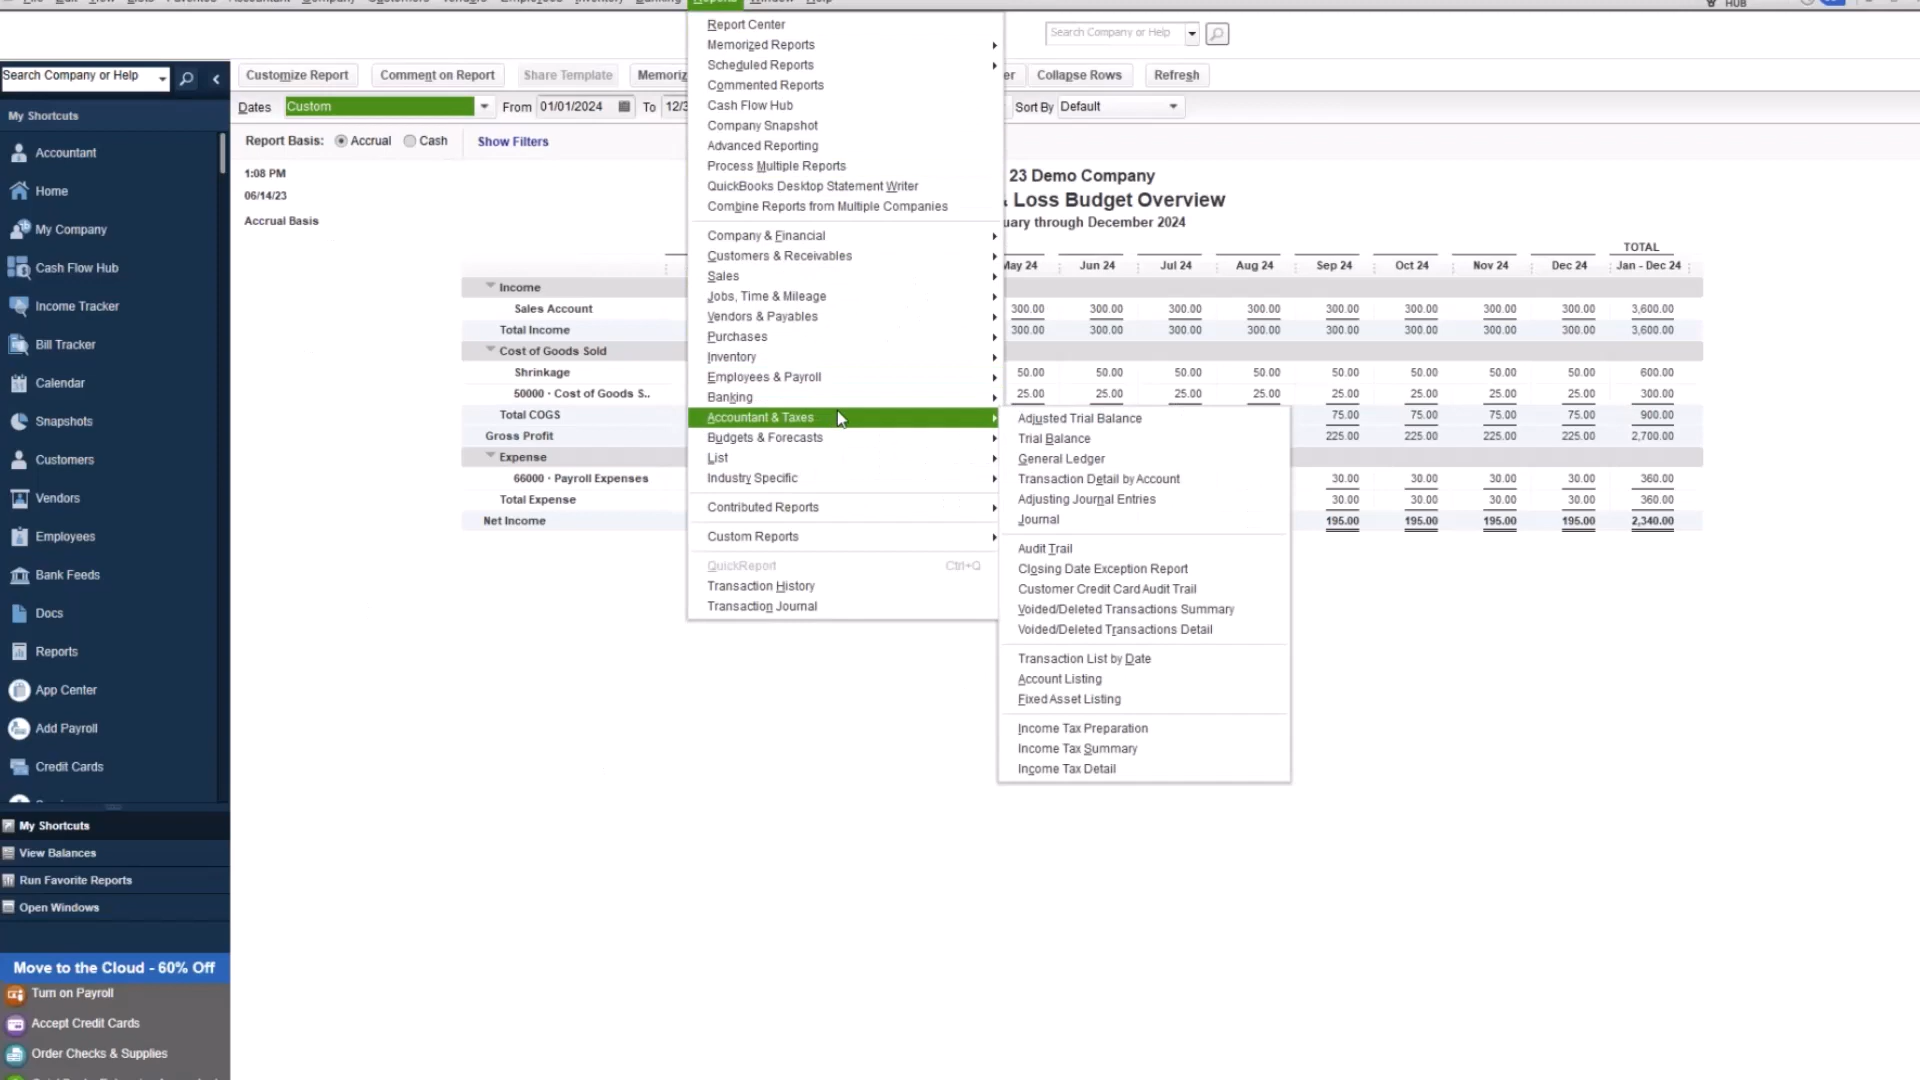 Reports
HUB
Search Company or Help
Search Company or Help
My Shortcuts
Accountant
Home
My Company
Cash Flow Hub
Income Tracker
Bill Tracker
Calendar
Snapshots
Customers
Vendors
Employees
Bank Feeds
Docs
Reports
App Center
Add Payroll
Credit Cards
My Shortcuts
View Balances
Run Favorite Reports
Open Windows
Move to the Cloud - 60% Off
Turn on Payroll
Accept Credit Cards
Order Checks & Supplies
Customize Report Comment on Report Share Template Collapse Rows Refresh
Dates Custom From 01/01/2024 To Sort By Default
Report Basis: Accrual Cash Show Filters
1:08 PM
06/14/23
Accrual Basis
23 Demo Company
Loss Budget Overview
through December 2024
TOTAL
May 24 Jun 24 Jul 24 Aug 24 Sep 24 Oct 24 Nov 24 Dec 24 Jan - Dec 24
Income
Sales Account 300.00 300.00 300.00 300.00 300.00 300.00 300.00 300.00 3,600.00
Total Income 300.00 300.00 300.00 300.00 300.00 300.00 300.00 300.00 3,600.00
Cost of Goods Sold
Shrinkage 50.00 50.00 50.00 50.00 50.00 50.00 50.00 50.00 600.00
50000 · Cost of Goods S.. 25.00 25.00 25.00 25.00 25.00 25.00 25.00 25.00 300.00
Total COGS 75.00 75.00 75.00 75.00 900.00
Gross Profit 225.00 225.00 225.00 225.00 2,700.00
Expense
66000 · Payroll Expenses 30.00 30.00 30.00 30.00 360.00
Total Expense 30.00 30.00 30.00 30.00 360.00
Net Income 195.00 195.00 195.00 195.00 2,340.00
Report Center
Memorized Reports
Scheduled Reports
Commented Reports
Cash Flow Hub
Company Snapshot
Advanced Reporting
Process Multiple Reports
QuickBooks Desktop Statement Writer
Combine Reports from Multiple Companies
Company & Financial
Customers & Receivables
Sales
Jobs, Time & Mileage
Vendors & Payables
Purchases
Inventory
Employees & Payroll
Banking
Accountant & Taxes
Budgets & Forecasts
List
Industry Specific
Contributed Reports
Custom Reports
QuickReport Ctrl+Q
Transaction History
Transaction Journal
Adjusted Trial Balance
Trial Balance
General Ledger
Transaction Detail by Account
Adjusting Journal Entries
Journal
Audit Trail
Closing Date Exception Report
Customer Credit Card Audit Trail
Voided/Deleted Transactions Summary
Voided/Deleted Transactions Detail
Transaction List by Date
Account Listing
Fixed Asset Listing
Income Tax Preparation
Income Tax Summary
Income Tax Detail